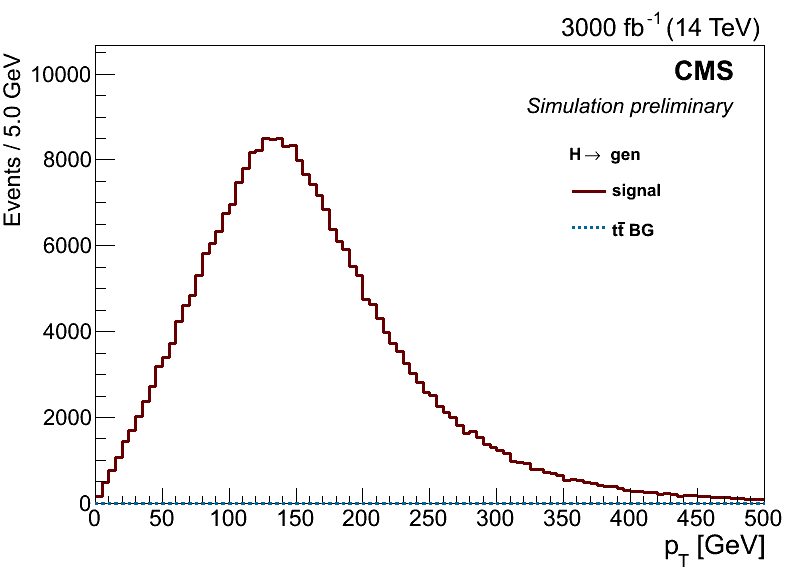 3000 fb⁻¹ (14 TeV)
Events / 5.0 GeV
CMS
Simulation preliminary
H → gen
signal
tt̄ BG
10000
8000
6000
4000
2000
0
0 50 100 150 200 250 300 350 400 450 500
p_T [GeV]